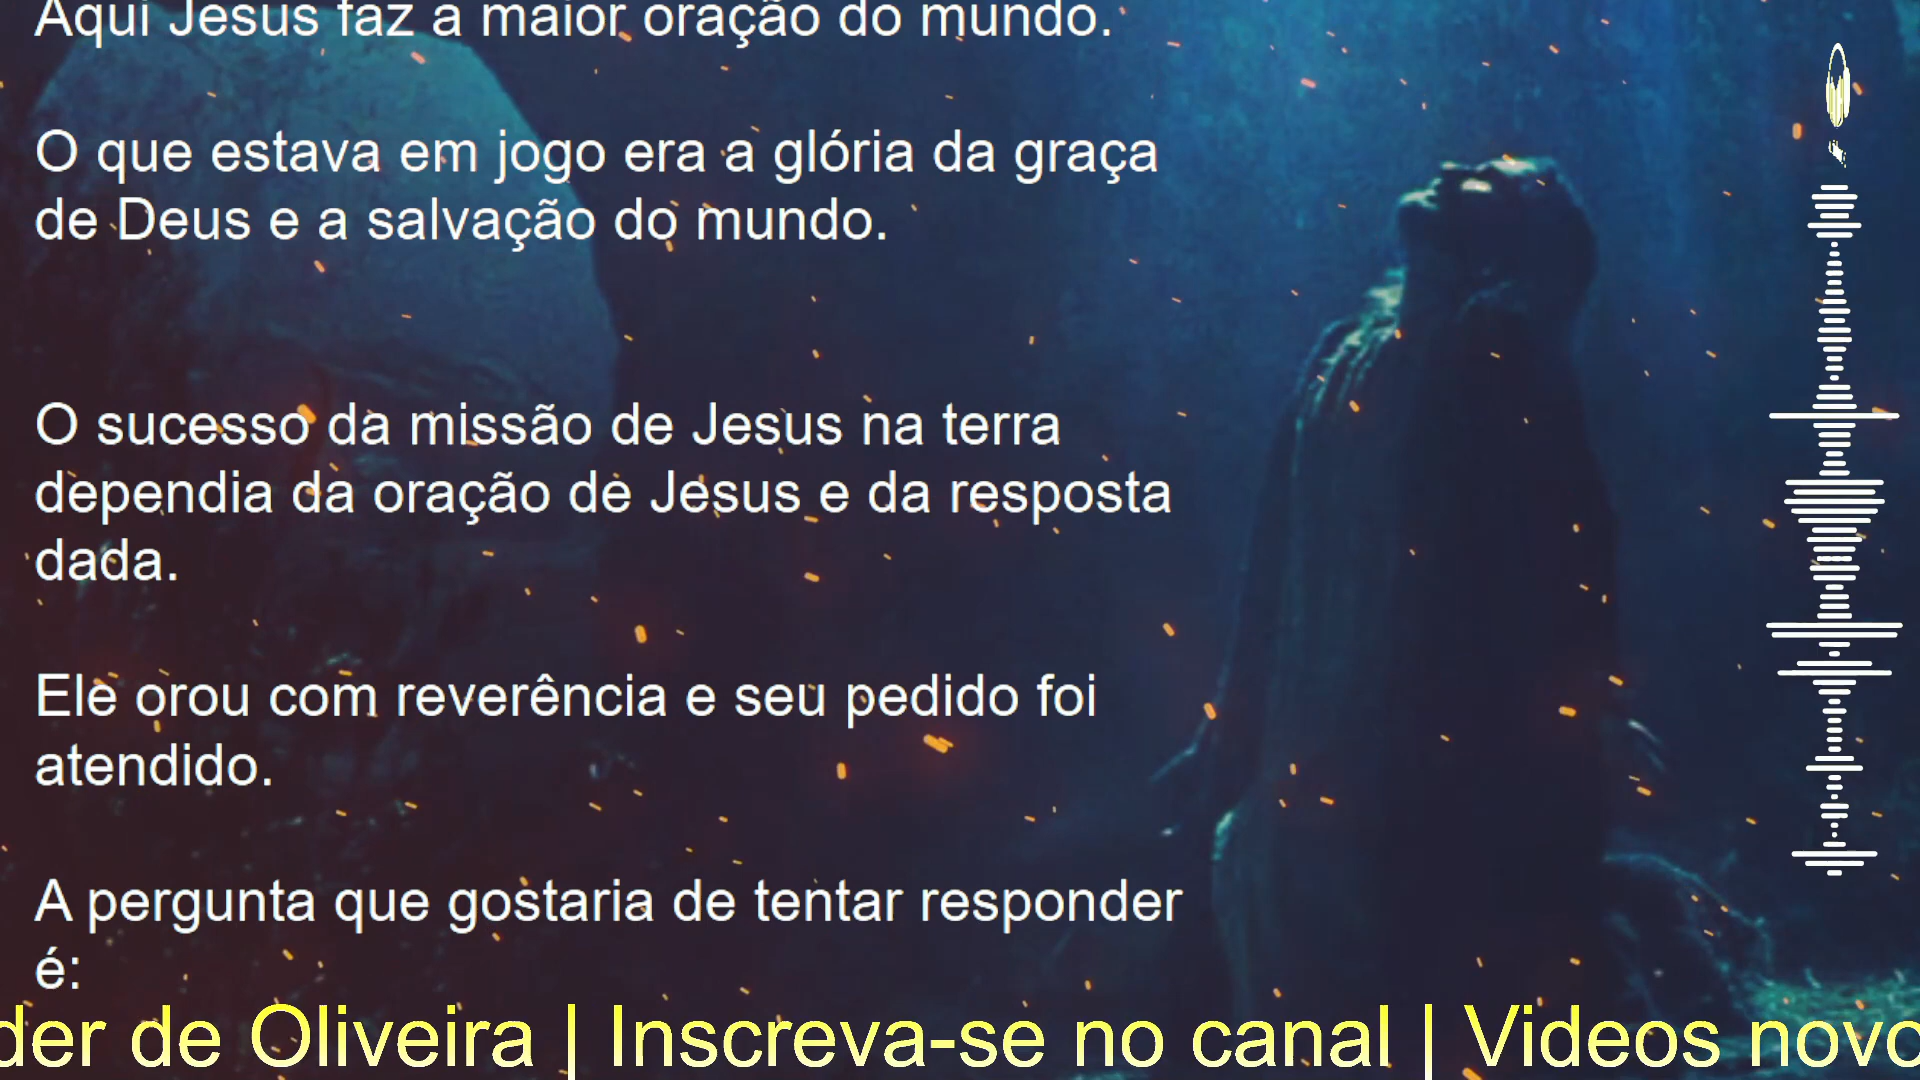 Aqui Jesus faz a maior oração do mundo.
O que estava em jogo era a glória da graça
de Deus e a salvação do mundo.
O sucesso da missão de Jesus na terra
dependia da oração de Jesus e da resposta
dada.
Ele orou com reverência e seu pedido foi
atendido.
A pergunta que gostaria de tentar responder
é:
der de Oliveira | Inscreva-se no canal | Videos novo